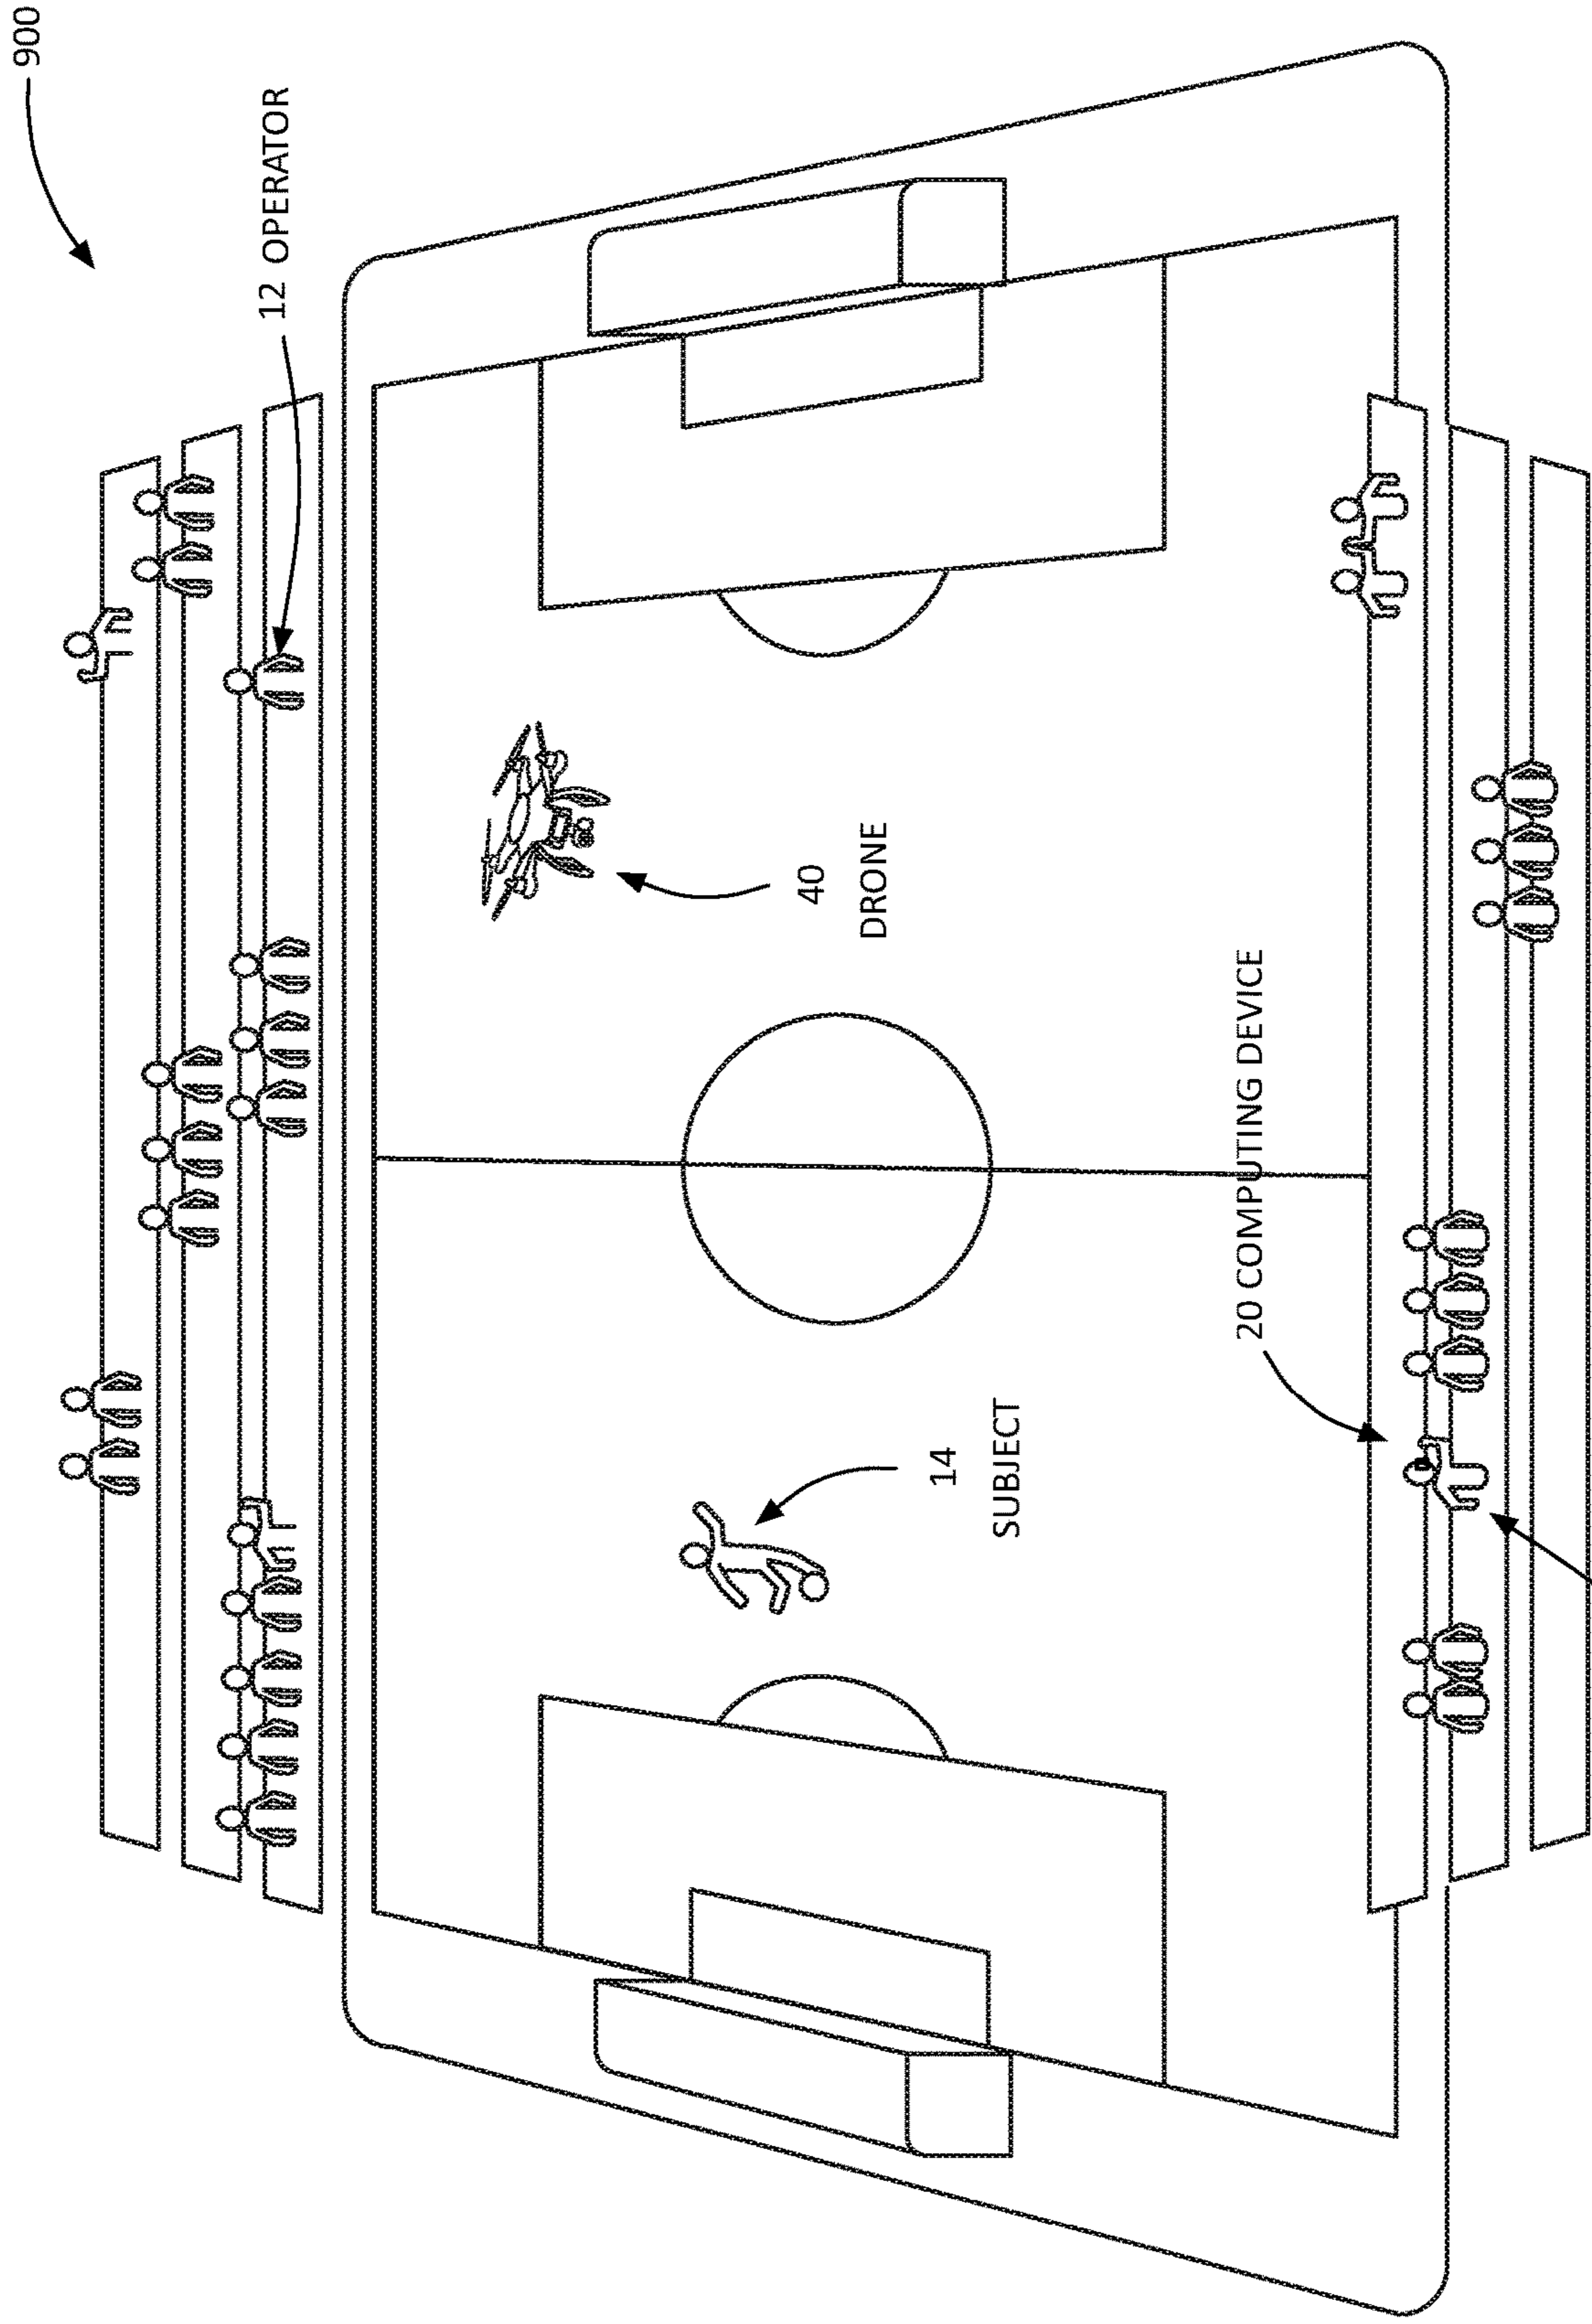 900
12 OPERATOR
40
DRONE
14
SUBJECT
20 COMPUTING DEVICE